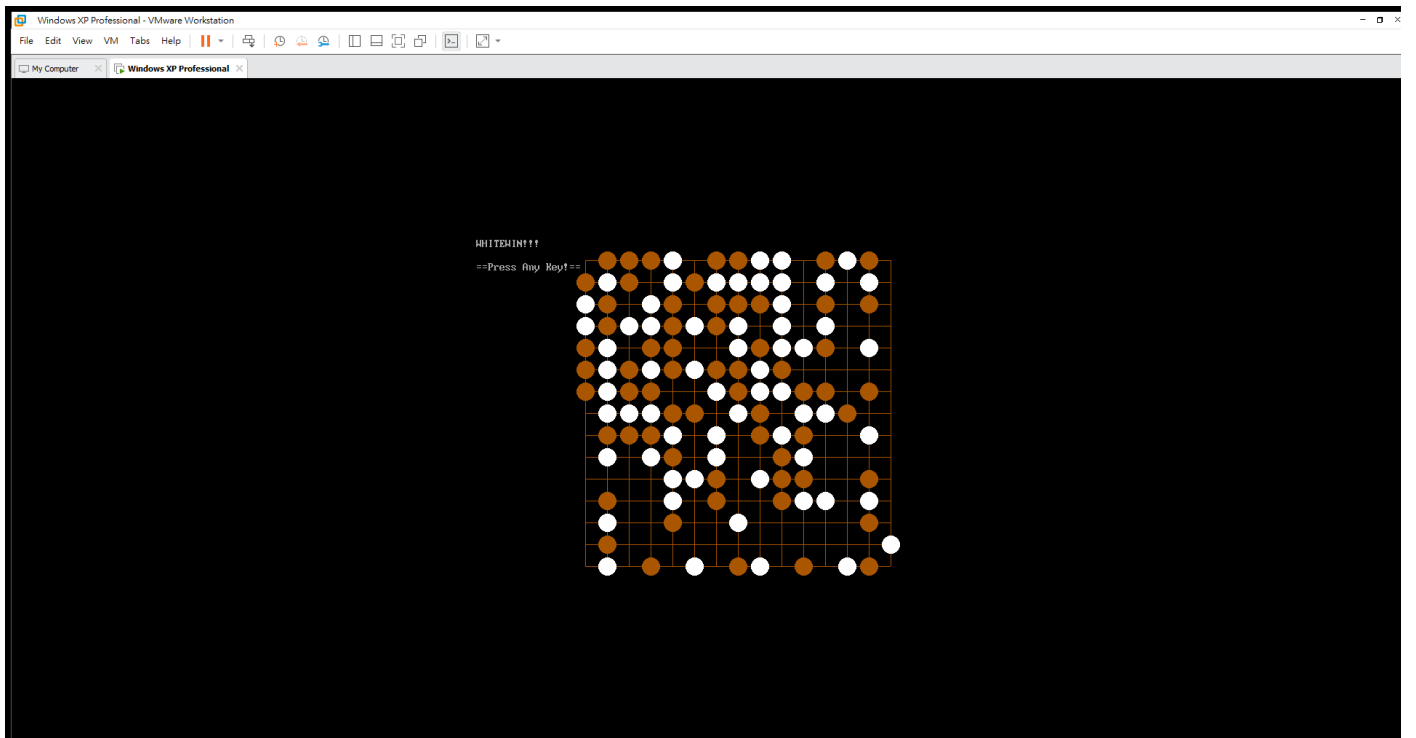 Windows XP Professional - VMware Workstation
File Edit View VM Tabs Help
My Computer Windows XP Professional
WHITEWIN!!!
==Press Any Key!==